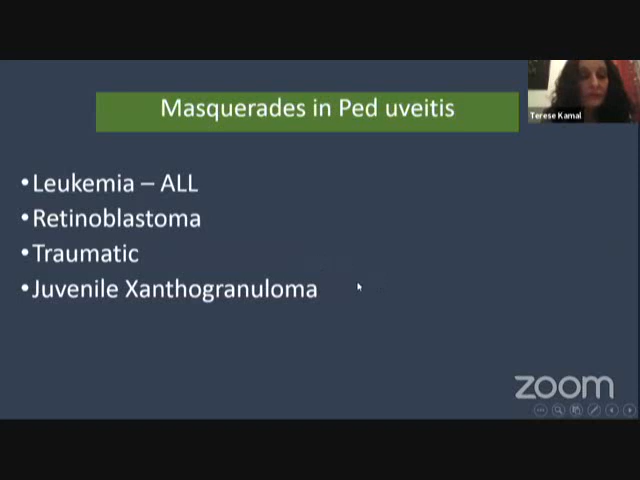 Masquerades in Ped uveitis
Terese Kamal
•Leukemia – ALL
•Retinoblastoma
•Traumatic
•Juvenile Xanthogranuloma
zoom